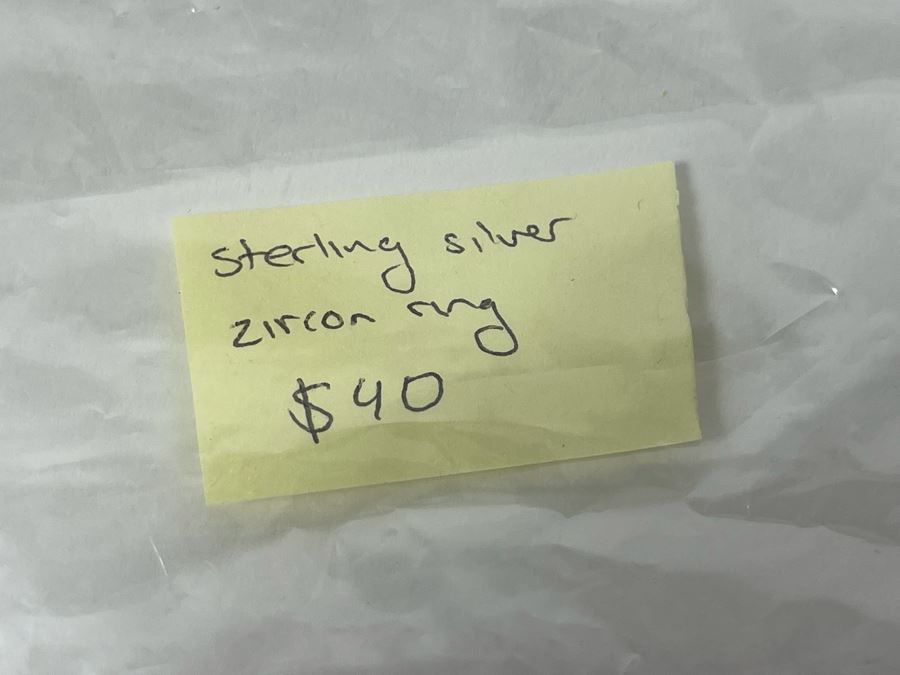 sterling silver
zircon ring
$40